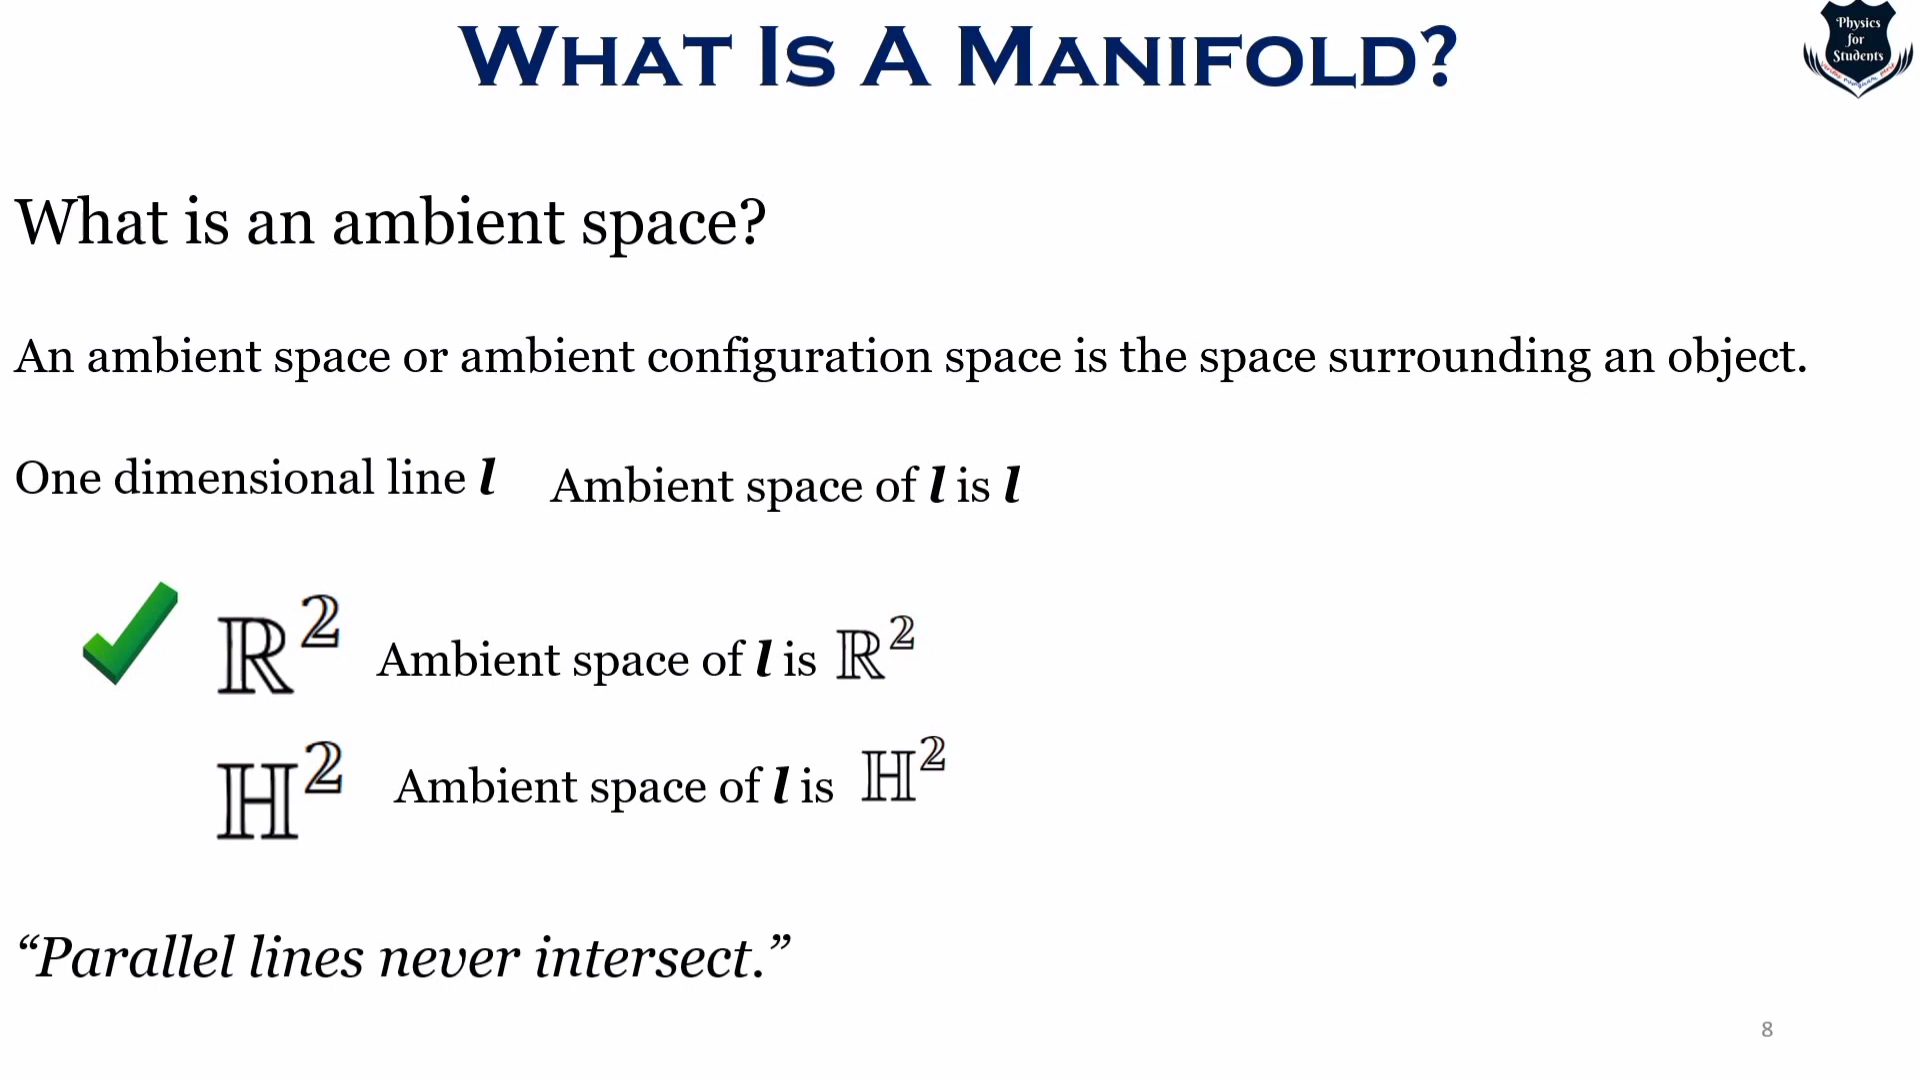 WHAT IS A MANIFOLD?
Physics
for
Students
What is an ambient space?
An ambient space or ambient configuration space is the space surrounding an object.
One dimensional line l Ambient space of l is l
ℝ² Ambient space of l is ℝ²
ℍ² Ambient space of l is ℍ²
“Parallel lines never intersect.”
8